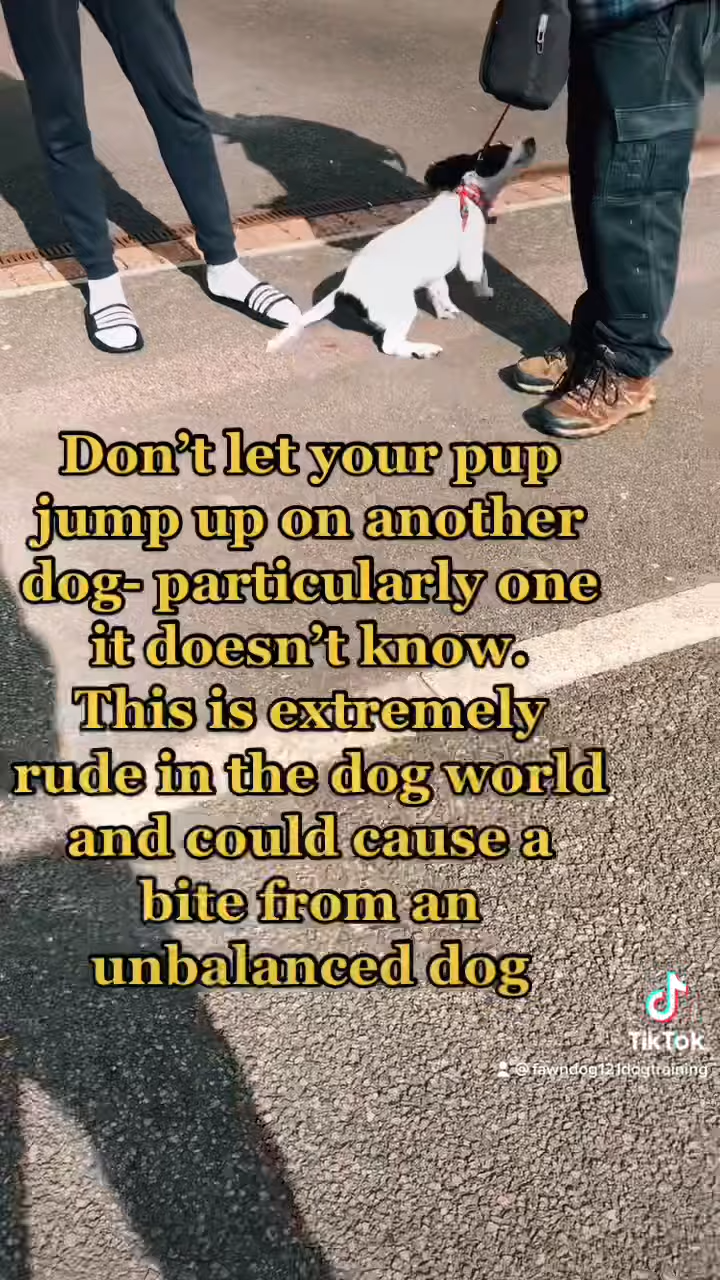 Don’t let your pup
jump up on another
dog- particularly one
it doesn’t know.
This is extremely
rude in the dog world
and could cause a
bite from an
unbalanced dog
TikTok
@fawndog121dogtraining